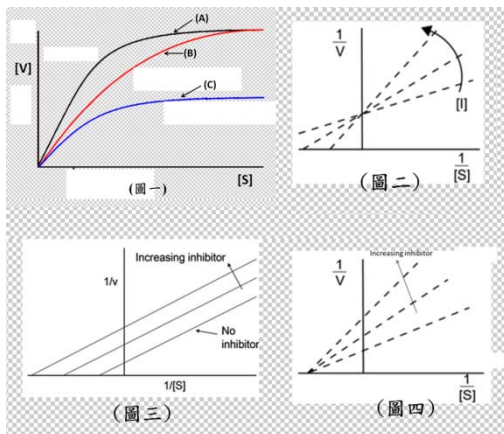 (A)
(B)
[V]
(C)
[S]
(圖一)
1
V
[I]
1
[S]
(圖二)
Increasing inhibitor
1/v
No
inhibitor
1/[S]
(圖三)
Increasing inhibitor
1
V
1
[S]
(圖四)